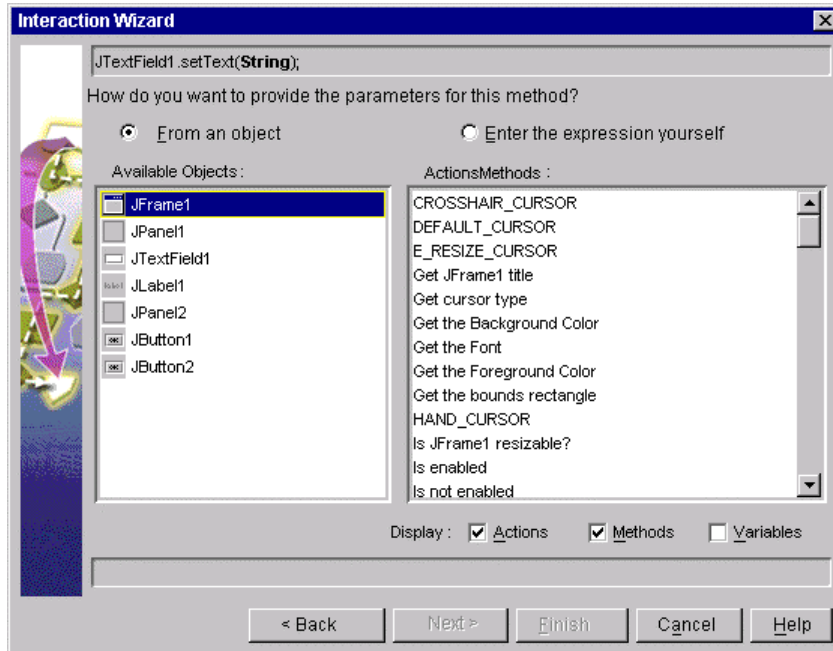 Interaction Wizard
JTextField1.setText(String);
How do you want to provide the parameters for this method?
From an object
Enter the expression yourself
Available Objects :
JFrame1
JPanel1
JTextField1
JLabel1
JPanel2
JButton1
JButton2
ActionsMethods :
CROSSHAIR_CURSOR
DEFAULT_CURSOR
E_RESIZE_CURSOR
Get JFrame1 title
Get cursor type
Get the Background Color
Get the Font
Get the Foreground Color
Get the bounds rectangle
HAND_CURSOR
Is JFrame1 resizable?
Is enabled
Is not enabled
Display : Actions Methods Variables
< Back Next > Finish Cancel Help